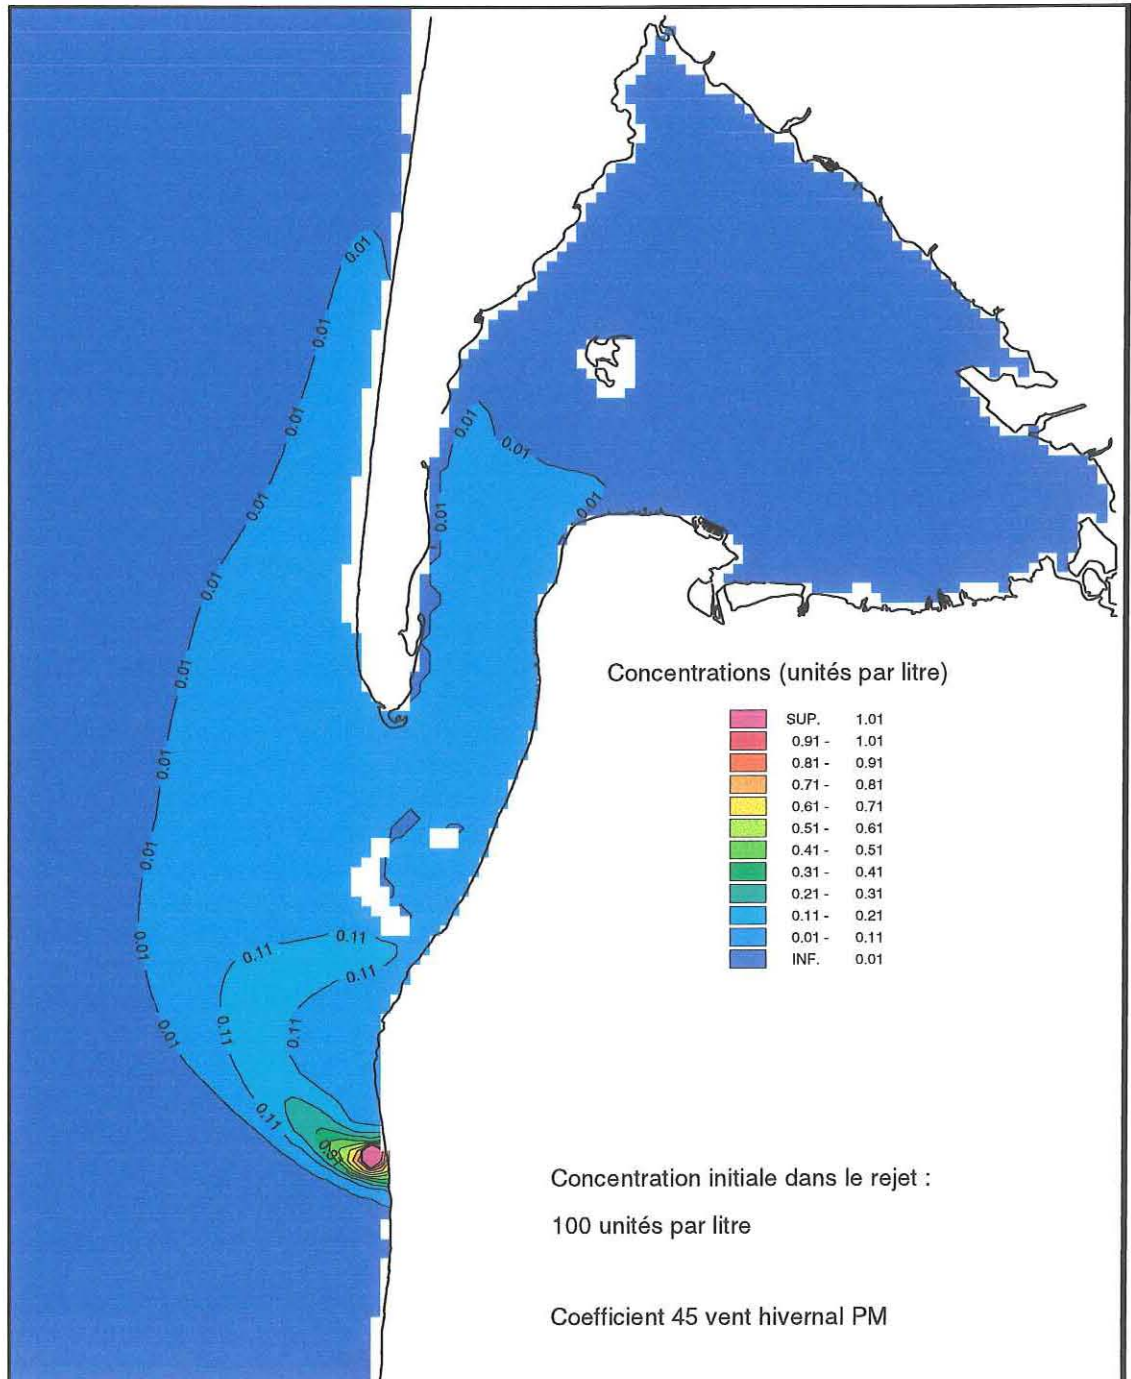 0.01
0.01
0.01
0.01
0.01
0.01
0.01
0.01
0.01
0.01
0.01
Concentrations (unités par litre)
SUP. 1.01
0.91 - 1.01
0.81 - 0.91
0.71 - 0.81
0.61 - 0.71
0.51 - 0.61
0.41 - 0.51
0.31 - 0.41
0.21 - 0.31
0.11 - 0.21
0.01 - 0.11
INF. 0.01
0.01
0.01
0.11
0.01
0.11
0.01
0.11
0.11
Concentration initiale dans le rejet :
100 unités par litre
Coefficient 45 vent hivernal PM